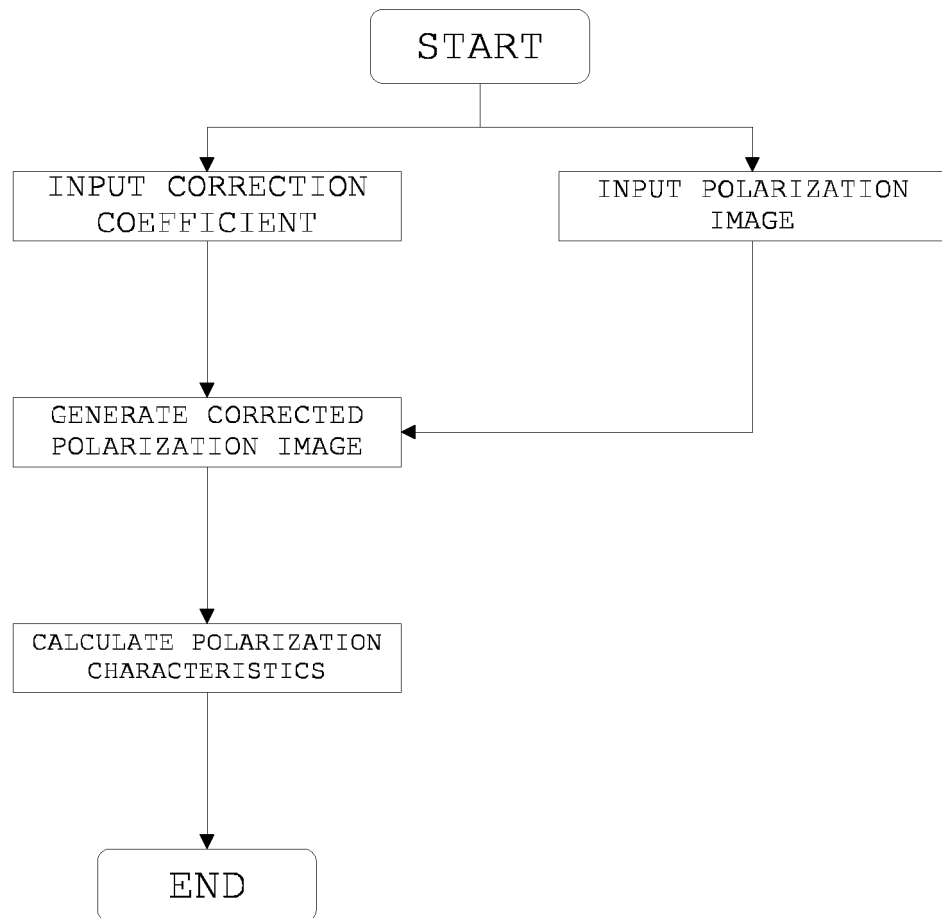 START
INPUT CORRECTION
COEFFICIENT
INPUT POLARIZATION
IMAGE
GENERATE CORRECTED
POLARIZATION IMAGE
CALCULATE POLARIZATION
CHARACTERISTICS
END